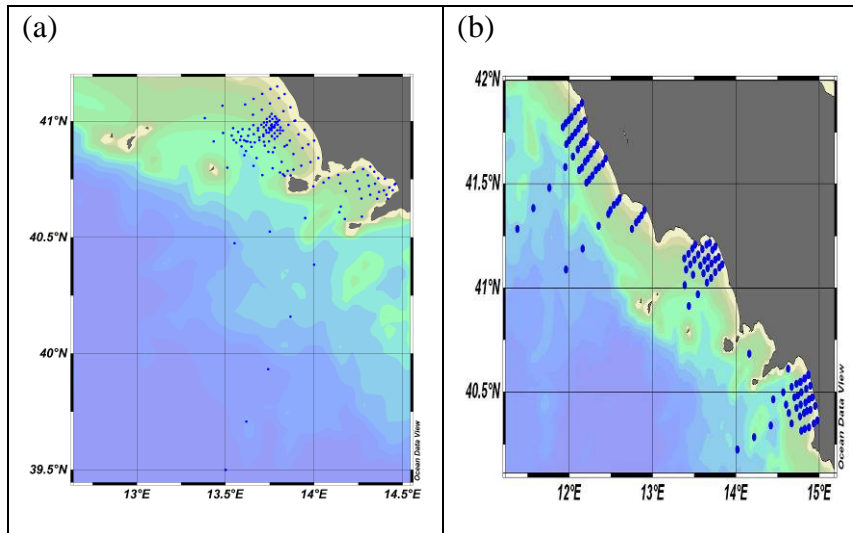 (a)
41°N
40.5°N
40°N
39.5°N
13°E 13.5°E 14°E 14.5°E
Ocean Data View
(b)
42°N
41.5°N
41°N
40.5°N
12°E 13°E 14°E 15°E
Ocean Data View